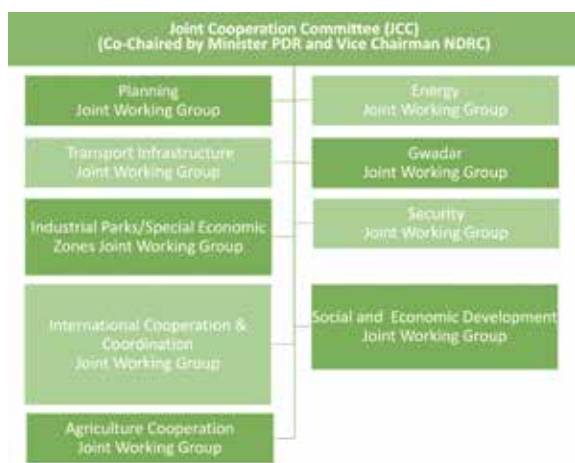 Joint Cooperation Committee (JCC)
(Co-Chaired by Minister PDR and Vice Chairman NDRC)
Planning
Joint Working Group
Energy
Joint Working Group
Transport Infrastructure
Joint Working Group
Gwadar
Joint Working Group
Industrial Parks/Special Economic
Zones Joint Working Group
Security
Joint Working Group
International Cooperation &
Coordination
Joint Working Group
Social and Economic Development
Joint Working Group
Agriculture Cooperation
Joint Working Group